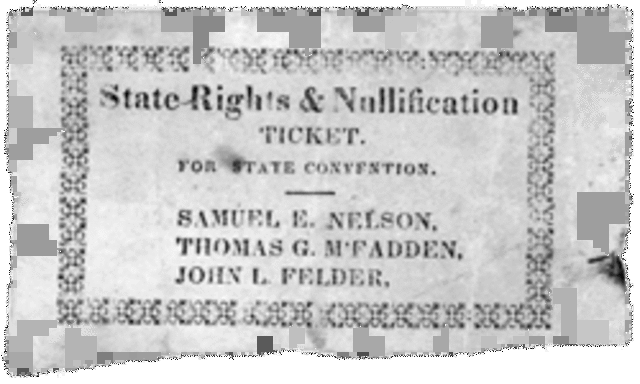 State Rights & Nullification
TICKET.
FOR STATE CONVENTION.
SAMUEL E. NELSON,
THOMAS G. M'FADDEN,
JOHN L. FELDER,